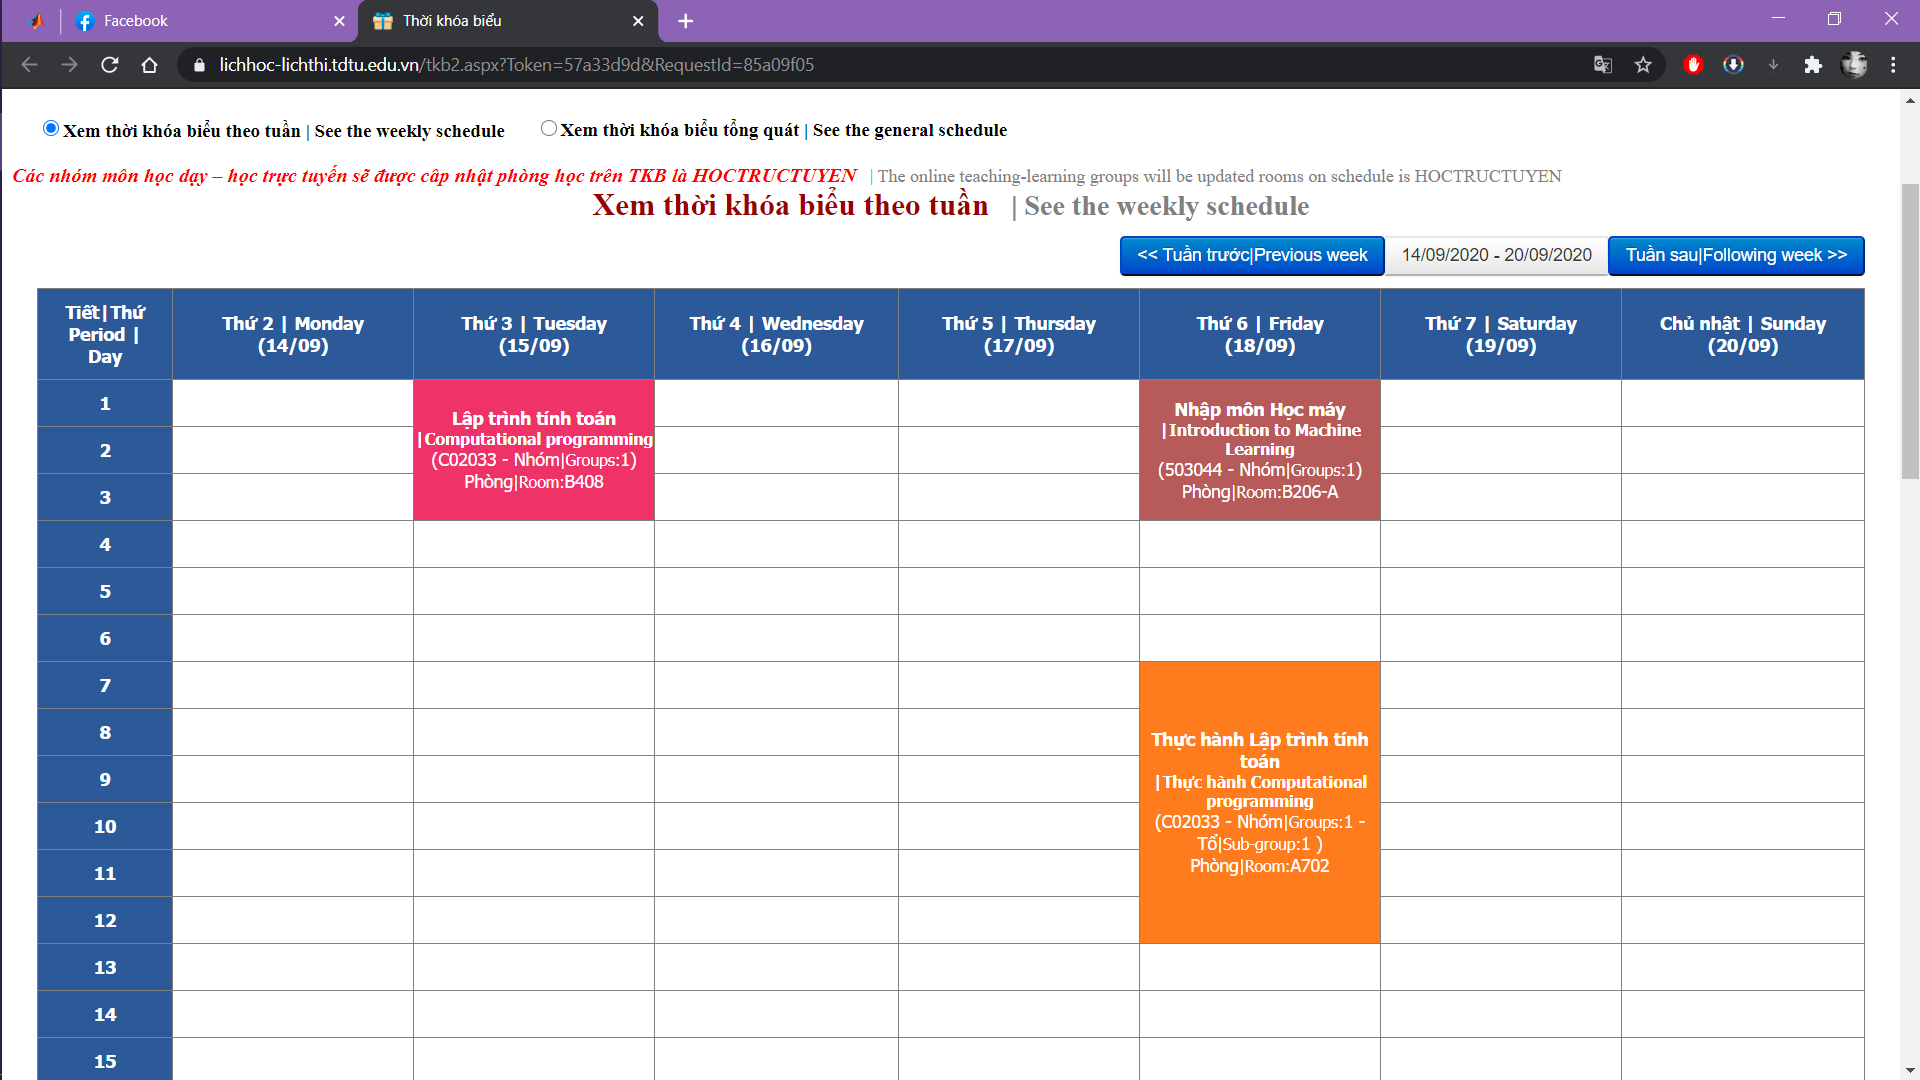 Facebook
Thời khóa biểu
lichhoc-lichthi.tdtu.edu.vn/tkb2.aspx?Token=57a33d9d&RequestId=85a09f05
Xem thời khóa biểu theo tuần | See the weekly schedule
Xem thời khóa biểu tổng quát | See the general schedule
Các nhóm môn học dạy – học trực tuyến sẽ được câp nhật phòng học trên TKB là HOCTRUCTUYEN | The online teaching-learning groups will be updated rooms on schedule is HOCTRUCTUYEN
Xem thời khóa biểu theo tuần | See the weekly schedule
<< Tuần trước|Previous week
14/09/2020 - 20/09/2020
Tuần sau|Following week >>
Tiết|Thứ
Period |
Day
Thứ 2 | Monday
(14/09)
Thứ 3 | Tuesday
(15/09)
Thứ 4 | Wednesday
(16/09)
Thứ 5 | Thursday
(17/09)
Thứ 6 | Friday
(18/09)
Thứ 7 | Saturday
(19/09)
Chủ nhật | Sunday
(20/09)
1
2
3
Lập trình tính toán
|Computational programming
(C02033 - Nhóm|Groups:1)
Phòng|Room:B408
Nhập môn Học máy
|Introduction to Machine
Learning
(503044 - Nhóm|Groups:1)
Phòng|Room:B206-A
4
5
6
7
8
9
10
11
12
Thực hành Lập trình tính
toán
|Thực hành Computational
programming
(C02033 - Nhóm|Groups:1 -
Tổ|Sub-group:1 )
Phòng|Room:A702
13
14
15